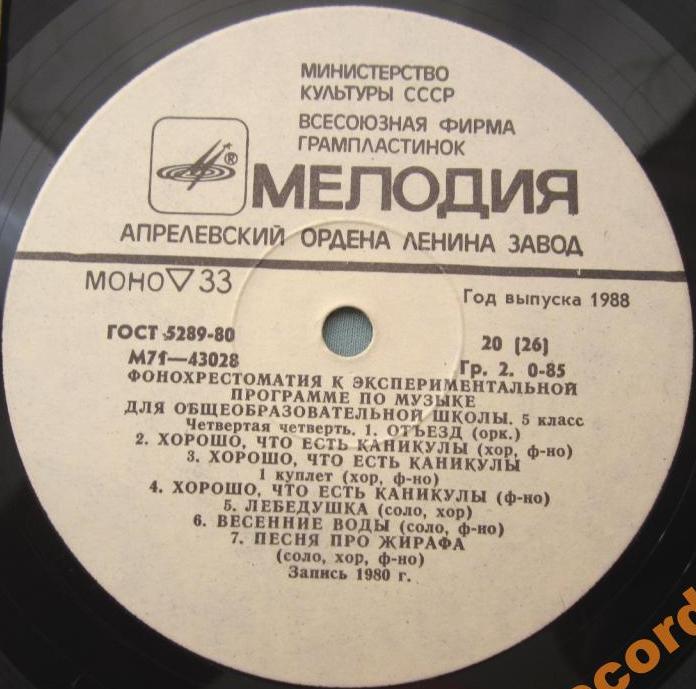 МИНИСТЕРСТВО
КУЛЬТУРЫ СССР
ВСЕСОЮЗНАЯ ФИРМА
ГРАМПЛАСТИНОК
®
МЕЛОДИЯ
АПРЕЛЕВСКИЙ ОРДЕНА ЛЕНИНА ЗАВОД
МОНО ▽ 33
Год выпуска 1988
ГОСТ 5289-80
20 [26]
М71—43028
Гр. 2. 0-85
ФОНОХРЕСТОМАТИЯ К ЭКСПЕРИМЕНТАЛЬНОЙ
ПРОГРАММЕ ПО МУЗЫКЕ
ДЛЯ ОБЩЕОБРАЗОВАТЕЛЬНОЙ ШКОЛЫ. 5 класс
Четвертая четверть. 1. ОТЪЕЗД (орк.)
2. ХОРОШО, ЧТО ЕСТЬ КАНИКУЛЫ (хор, ф-но)
3. ХОРОШО, ЧТО ЕСТЬ КАНИКУЛЫ
1 куплет (хор, ф-но)
4. ХОРОШО, ЧТО ЕСТЬ КАНИКУЛЫ (ф-но)
5. ЛЕБЕДУШКА (соло, хор)
6. ВЕСЕННИЕ ВОДЫ (соло, ф-но)
7. ПЕСНЯ ПРО ЖИРАФА
(соло, хор, ф-но)
Запись 1980 г.
record